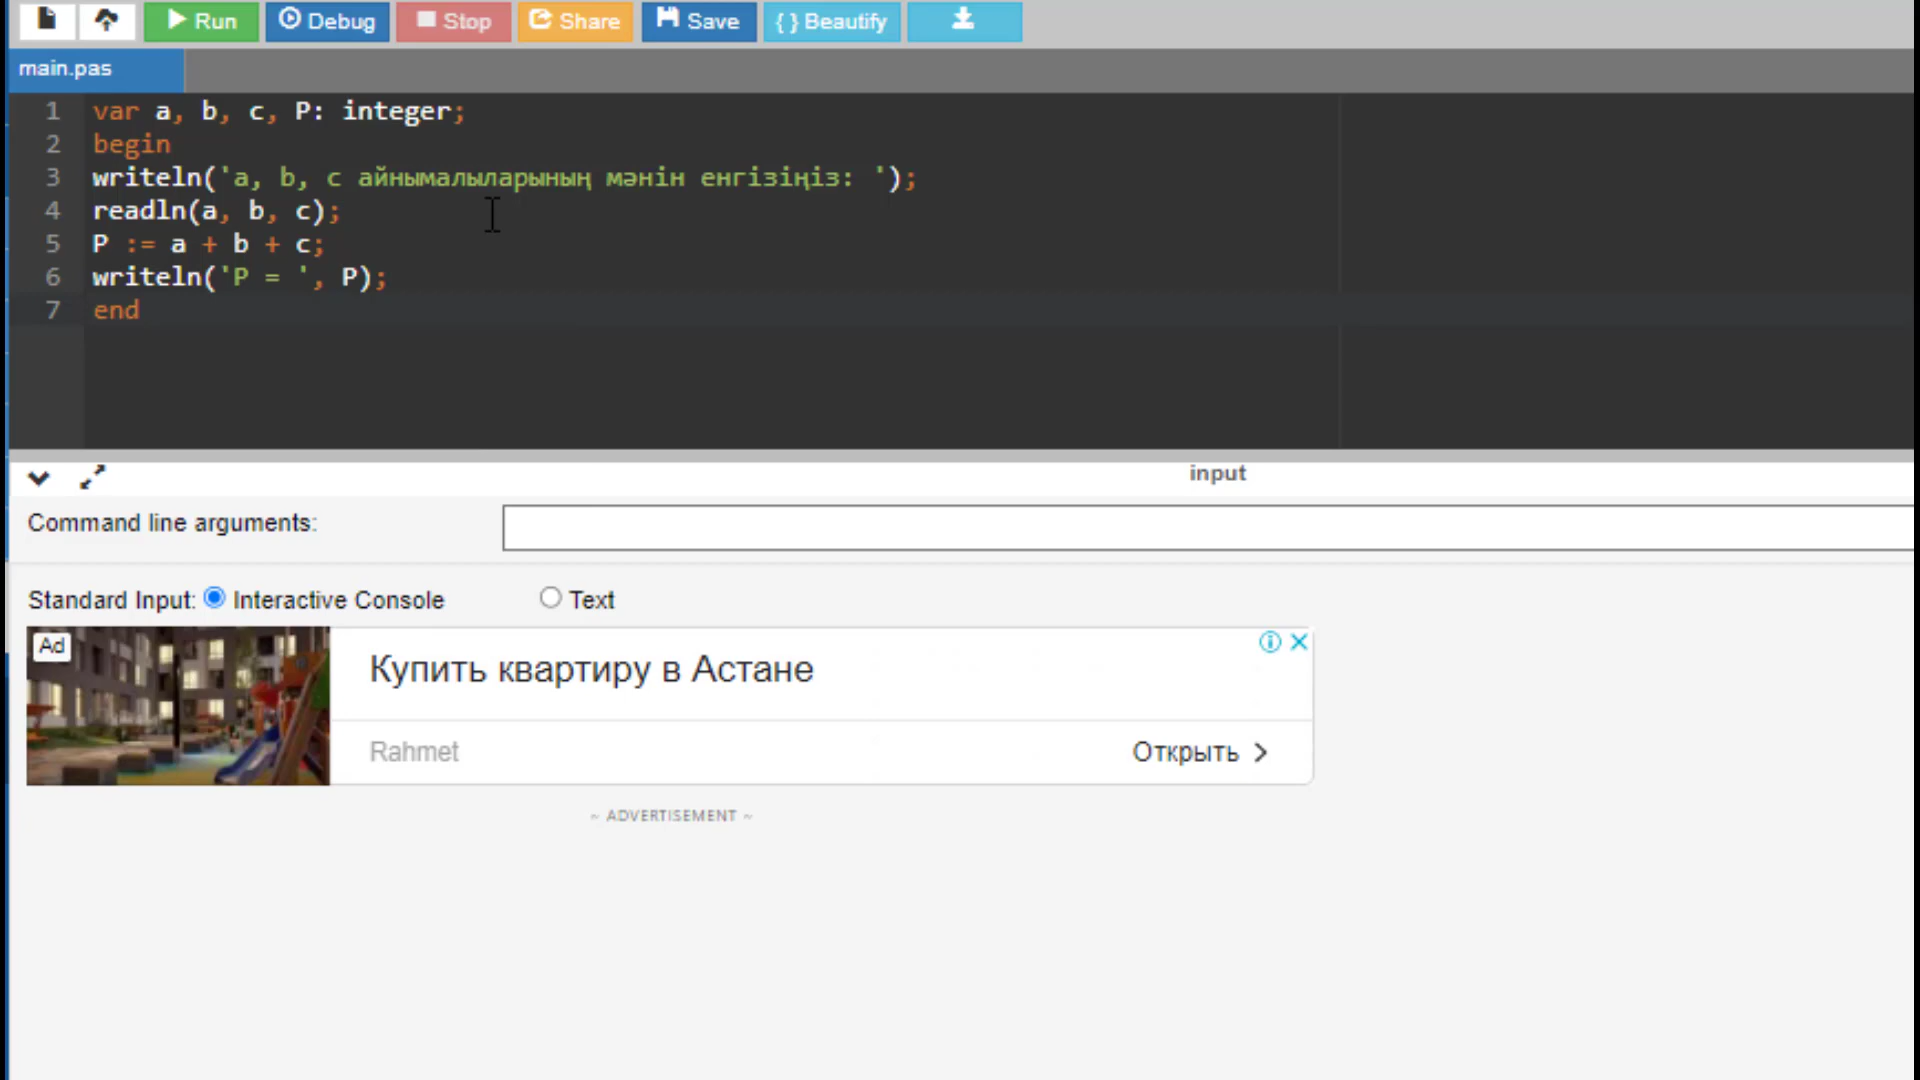 Run Debug Stop Share Save { } Beautify
main.pas
1 var a, b, c, P: integer;
2 begin
3 writeln('a, b, c айнымалыларының мәнін енгізіңіз: ');
4 readln(a, b, c);
5 P := a + b + c;
6 writeln('P = ', P);
7 end
input
Command line arguments:
Standard Input: Interactive Console Text
Ad
Купить квартиру в Астане
Rahmet Открыть
~ ADVERTISEMENT ~